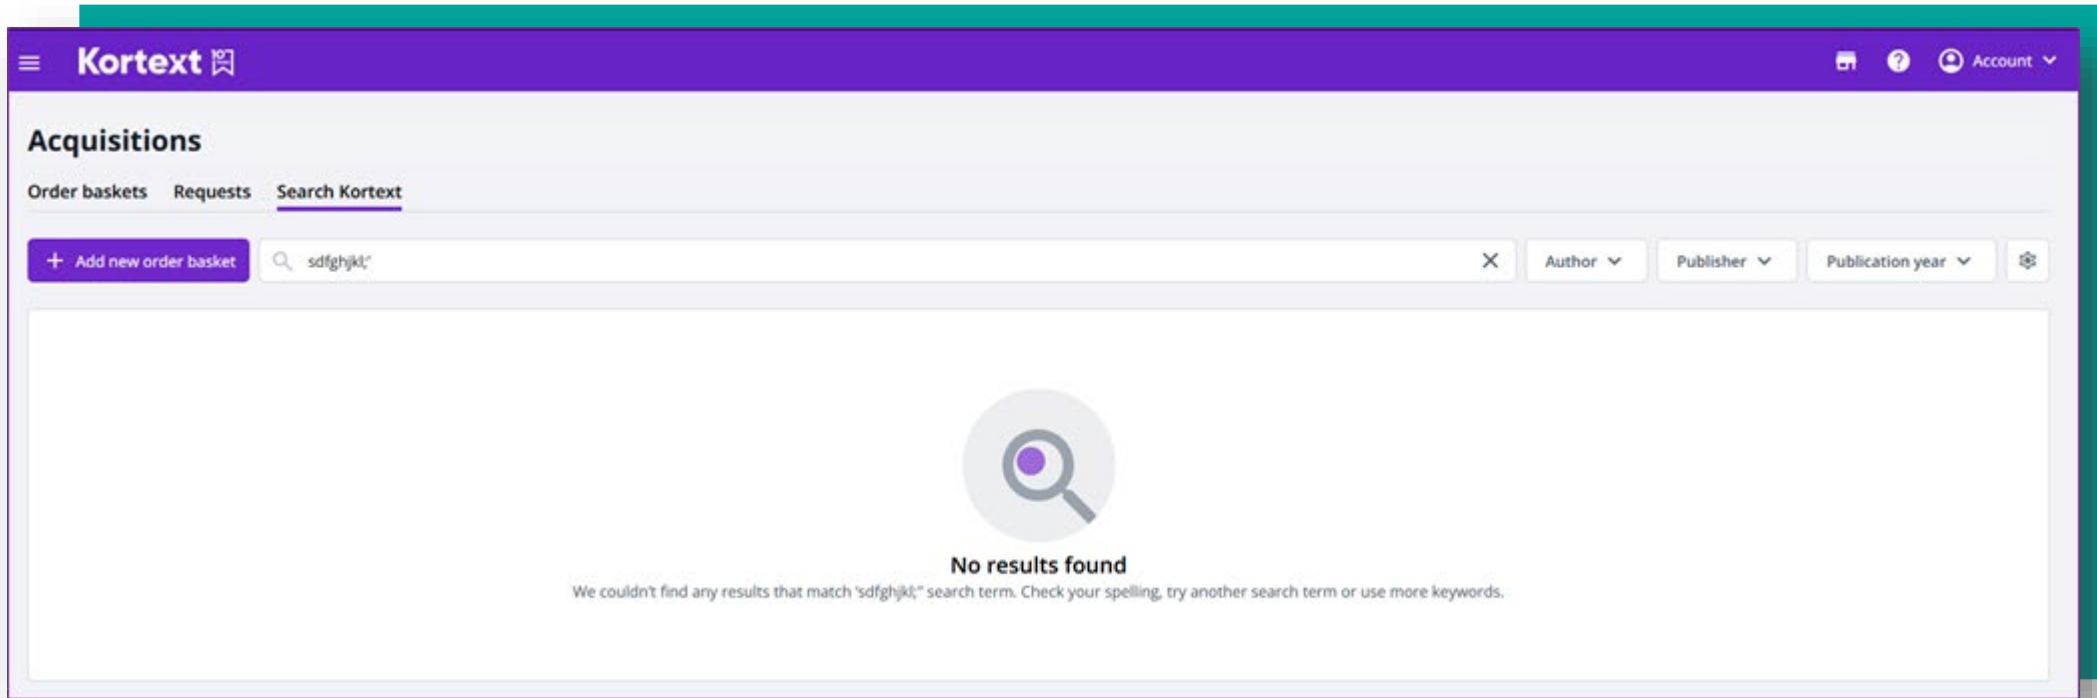 Kortext
Account
Acquisitions
Order baskets Requests Search Kortext
+ Add new order basket sdfghjkl;' Author Publisher Publication year
No results found
We couldn't find any results that match 'sdfghjkl;'' search term. Check your spelling, try another search term or use more keywords.